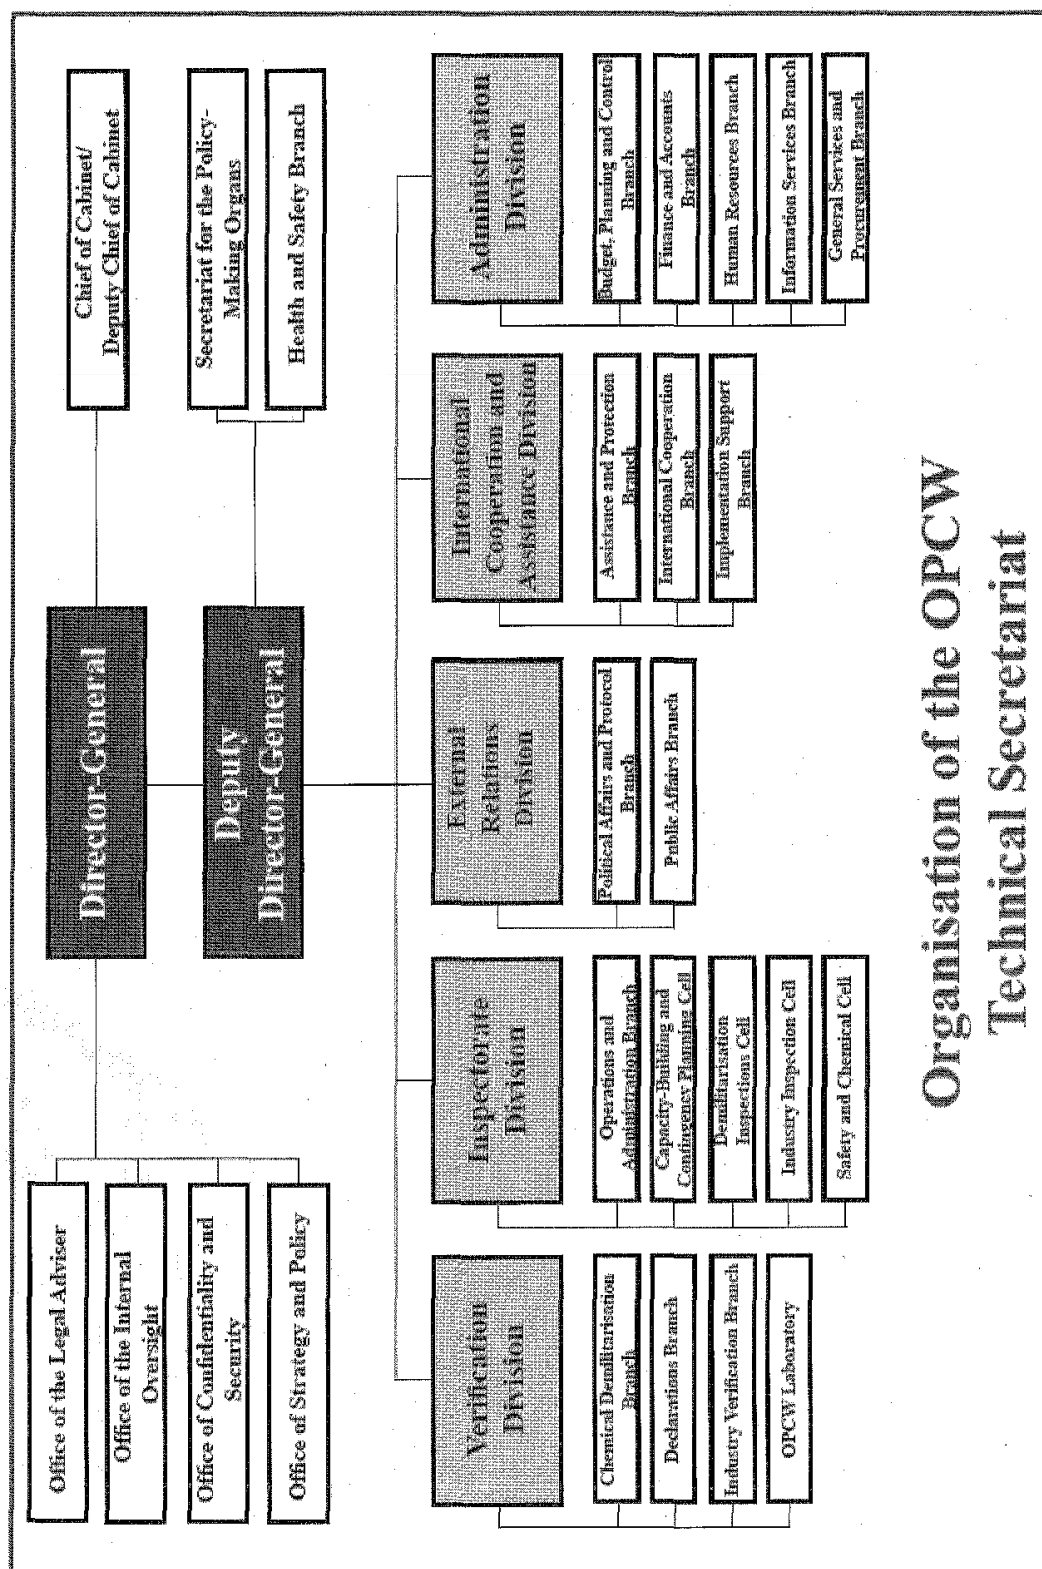 Director-General
Deputy
Director-General
Chief of Cabinet/
Deputy Chief of Cabinet
Secretariat for the Policy-
Making Organs
Health and Safety Branch
Office of the Legal Adviser
Office of the Internal
Oversight
Office of Confidentiality and
Security
Office of Strategy and Policy
Verification
Division
Chemical Demilitarisation
Branch
Declarations Branch
Industry Verification Branch
OPCW Laboratory
Inspectorate
Division
Operations and
Administration Branch
Capacity-Building and
Contingency Planning Cell
Demilitarisation
Inspections Cell
Industry Inspection Cell
Safety and Chemical Cell
External
Relations
Division
Political Affairs and Protocol
Branch
Public Affairs Branch
International
Cooperation and
Assistance Division
Assistance and Protection
Branch
International Cooperation
Branch
Implementation Support
Branch
Administration
Division
Budget, Planning and Control
Branch
Finance and Accounts
Branch
Human Resources Branch
Information Services Branch
General Services and
Procurement Branch
Organisation of the OPCW
Technical Secretariat